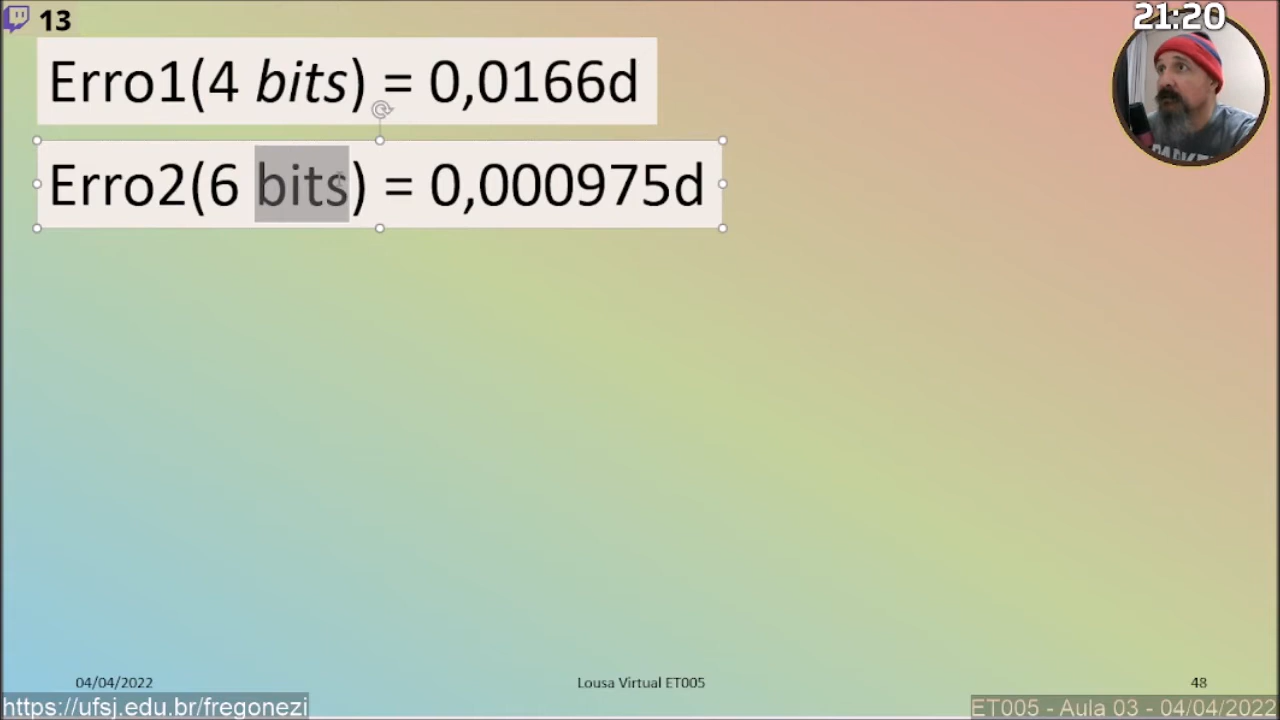 13
21:20
Erro1(4 bits) = 0,0166d
Erro2(6 bits) = 0,000975d
04/04/2022
Lousa Virtual ET005
48
https://ufsj.edu.br/fregonezi
ET005 - Aula 03 - 04/04/2022